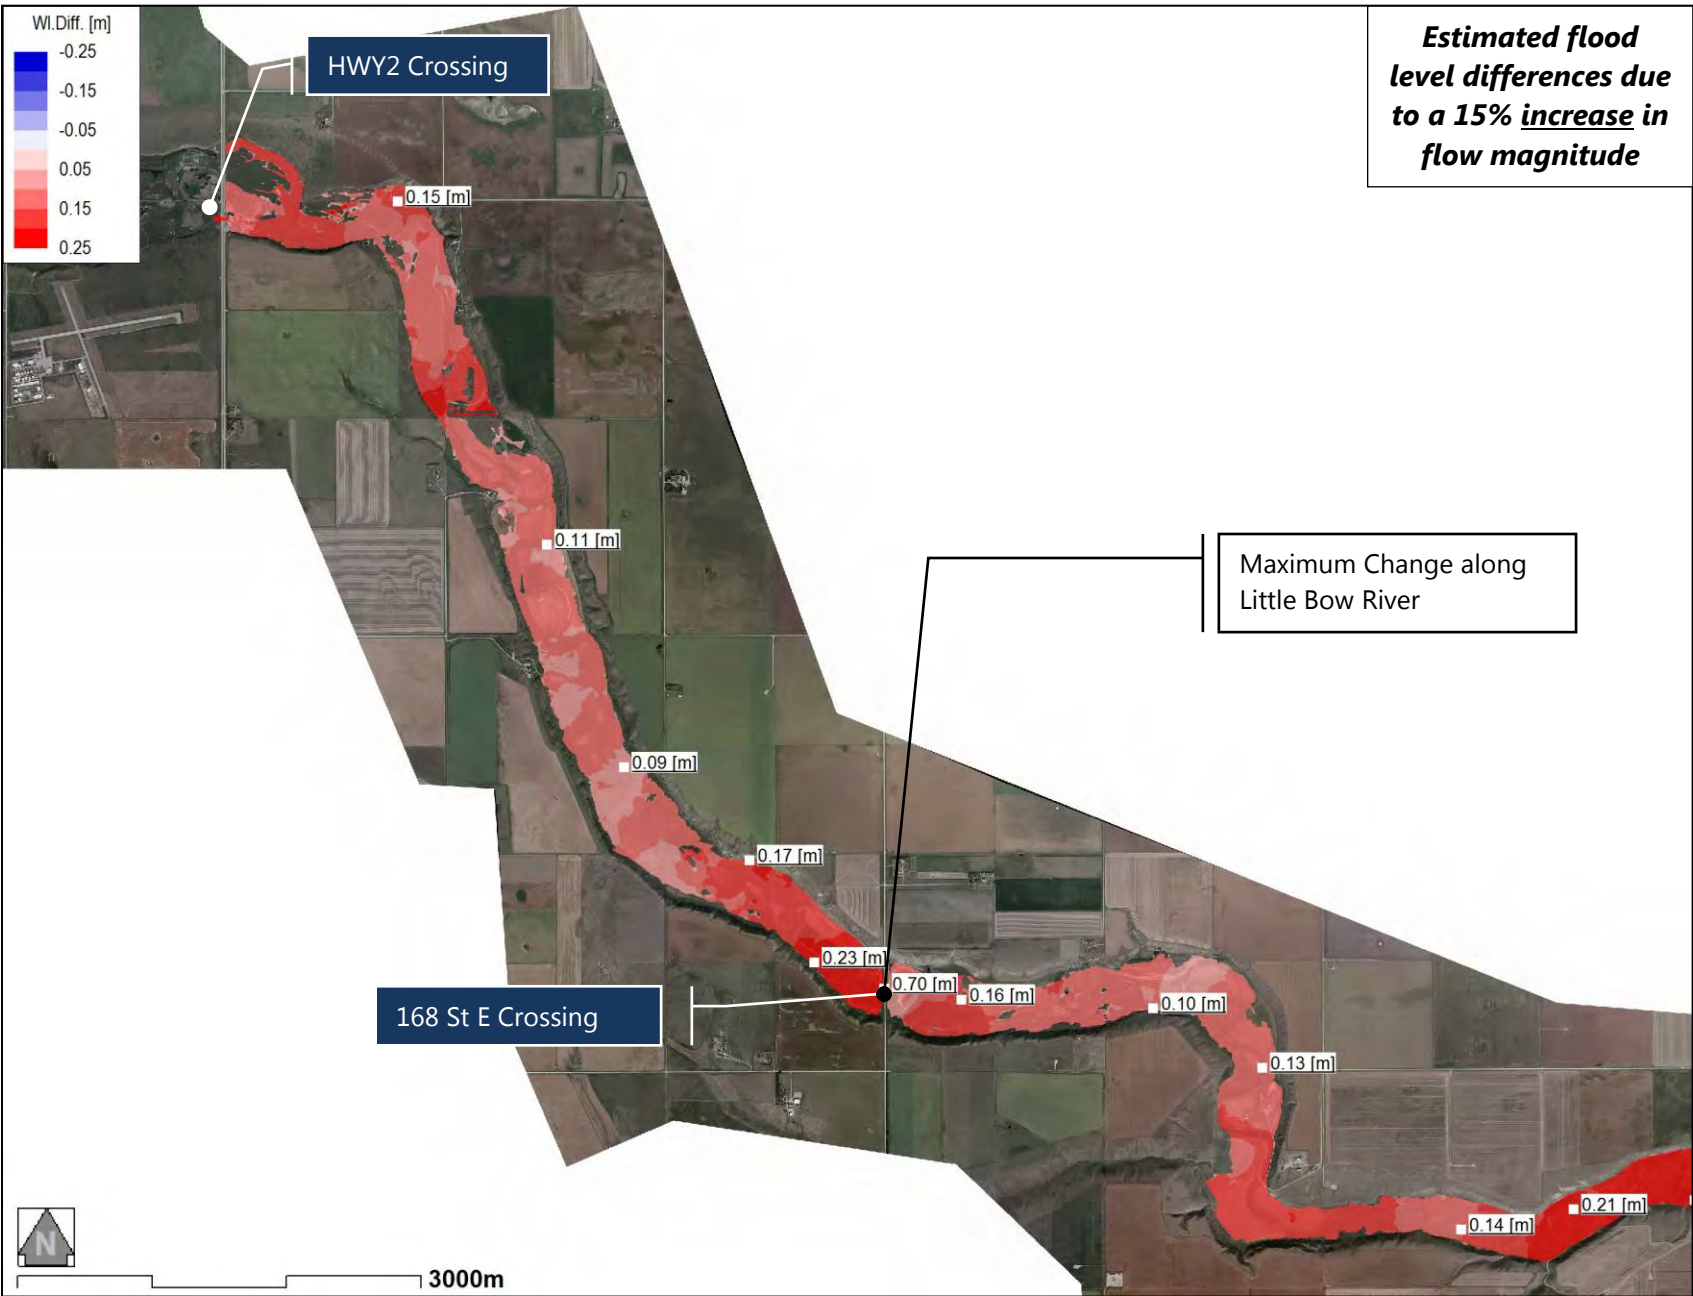 Wl.Diff. [m]
-0.25
-0.15
-0.05
0.05
0.15
0.25
HWY2 Crossing
Estimated flood
level differences due
to a 15% increase in
flow magnitude
0.15 [m]
0.11 [m]
Maximum Change along
Little Bow River
0.09 [m]
0.17 [m]
0.23 [m]
0.70 [m]
0.16 [m]
0.10 [m]
168 St E Crossing
0.13 [m]
0.21 [m]
0.14 [m]
N
3000m